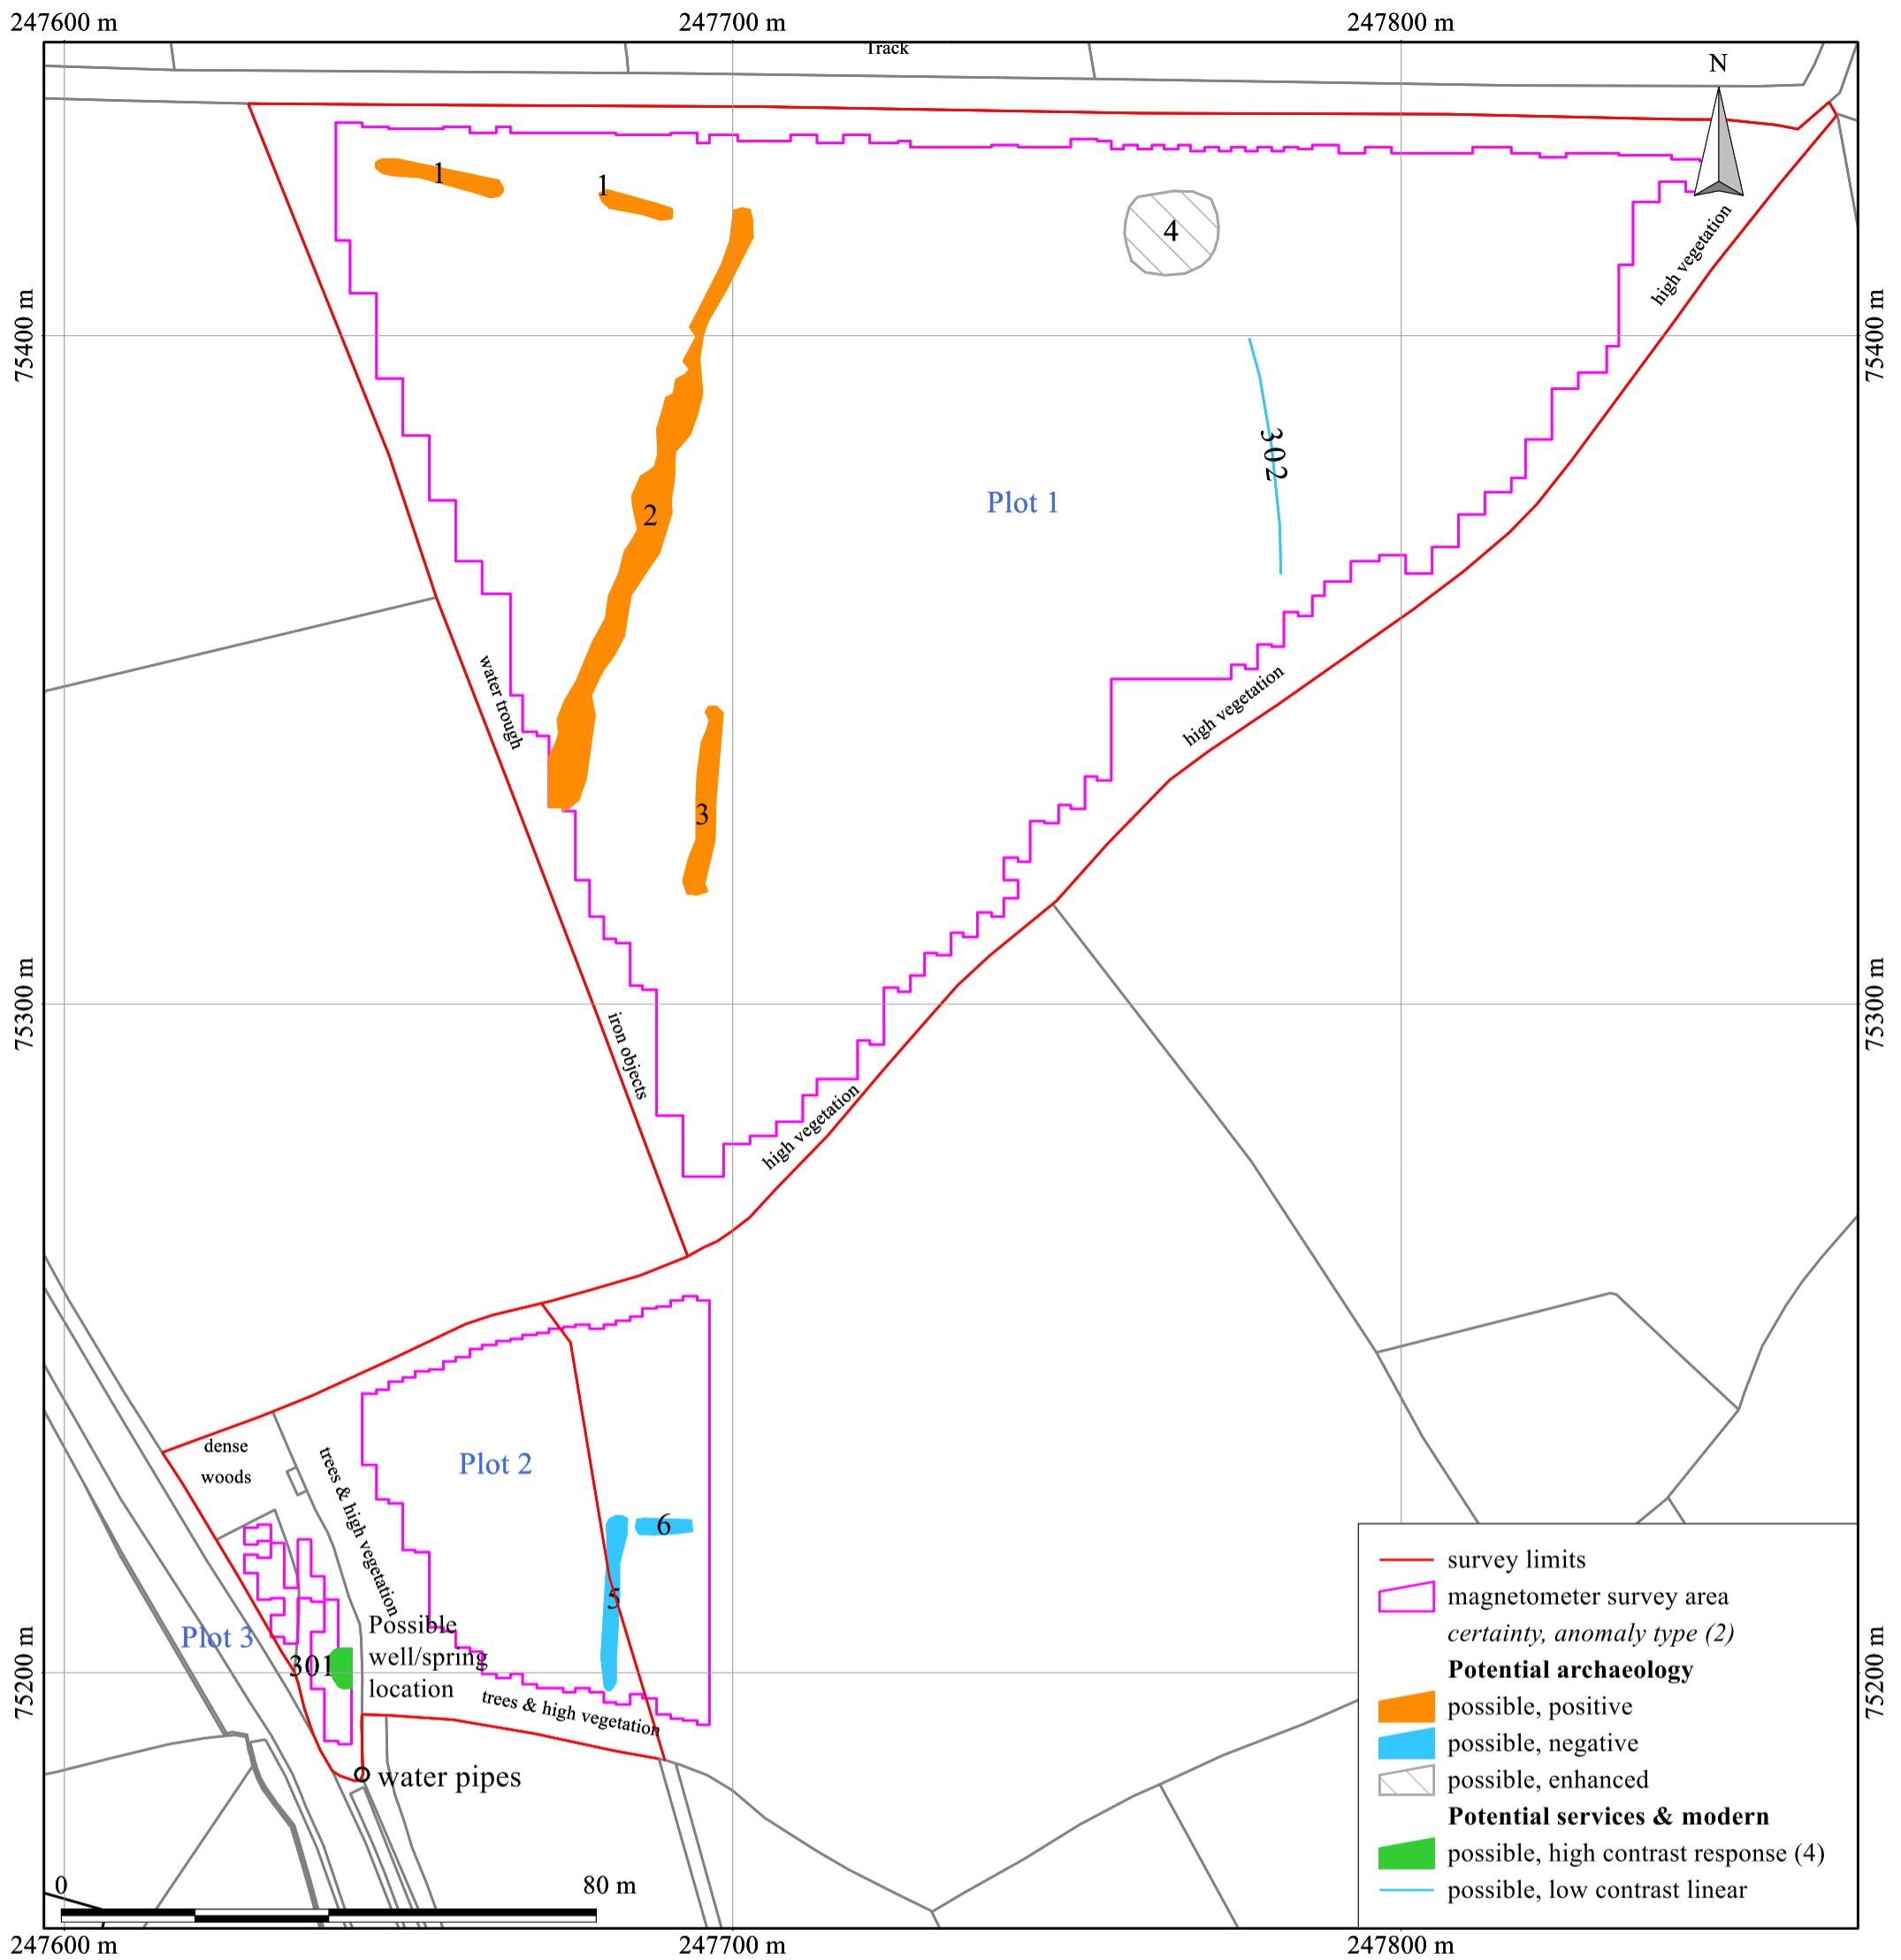 247600 m
247700 m
247800 m
Track
N
1
1
4
high vegetation
75400 m
75400 m
302
Plot 1
2
water trough
high vegetation
3
75300 m
75300 m
iron objects
high vegetation
dense
woods
trees & high vegetation
Plot 2
6
5
Plot 3
Possible
well/spring
location
301
75200 m
75200 m
trees & high vegetation
water pipes
survey limits
magnetometer survey area
certainty, anomaly type (2)
Potential archaeology
possible, positive
possible, negative
possible, enhanced
Potential services & modern
possible, high contrast response (4)
possible, low contrast linear
0
80 m
247600 m
247700 m
247800 m